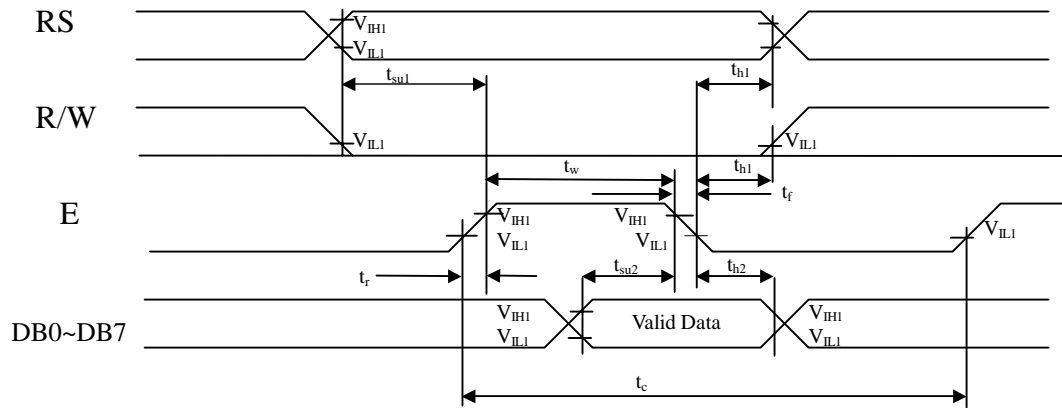 RS
V_IH1
V_IL1
t_su1
t_h1
R/W
V_IL1
V_IL1
t_w
t_h1
t_f
E
V_IH1
V_IL1
V_IH1
V_IL1
V_IL1
t_r
t_su2
t_h2
DB0~DB7
V_IH1
V_IL1
Valid Data
V_IH1
V_IL1
t_c